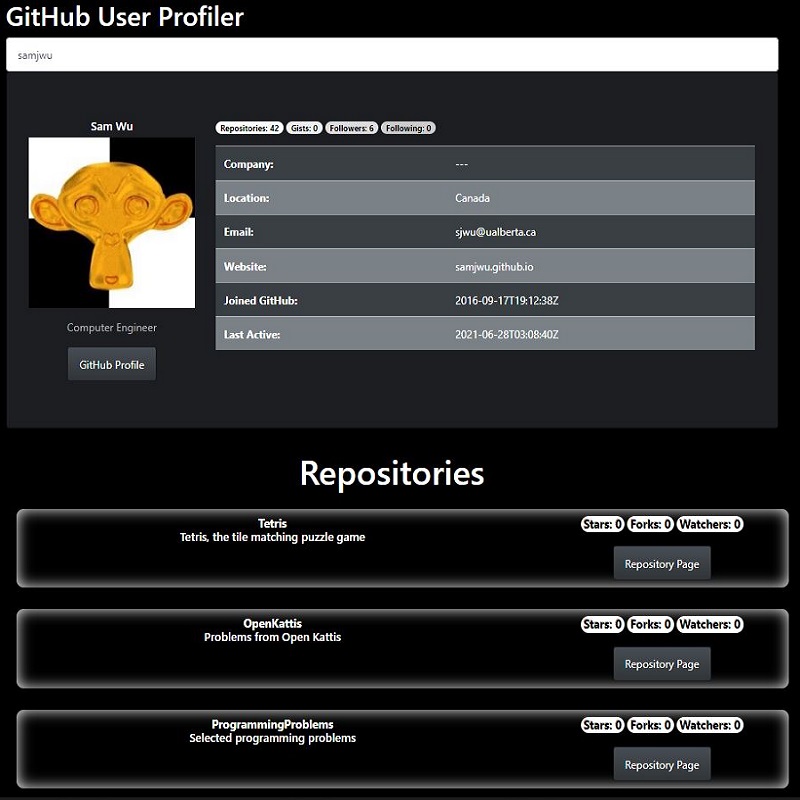 GitHub User Profiler
samjwu
Sam Wu
Repositories: 42 Gists: 0 Followers: 6 Following: 0
Company: ---
Location: Canada
Email: sjwu@ualberta.ca
Website: samjwu.github.io
Joined GitHub: 2016-09-17T19:12:38Z
Last Active: 2021-06-28T03:08:40Z
Computer Engineer
GitHub Profile
Repositories
Tetris
Tetris, the tile matching puzzle game
Stars: 0 Forks: 0 Watchers: 0
Repository Page
OpenKattis
Problems from Open Kattis
Stars: 0 Forks: 0 Watchers: 0
Repository Page
ProgrammingProblems
Selected programming problems
Stars: 0 Forks: 0 Watchers: 0
Repository Page